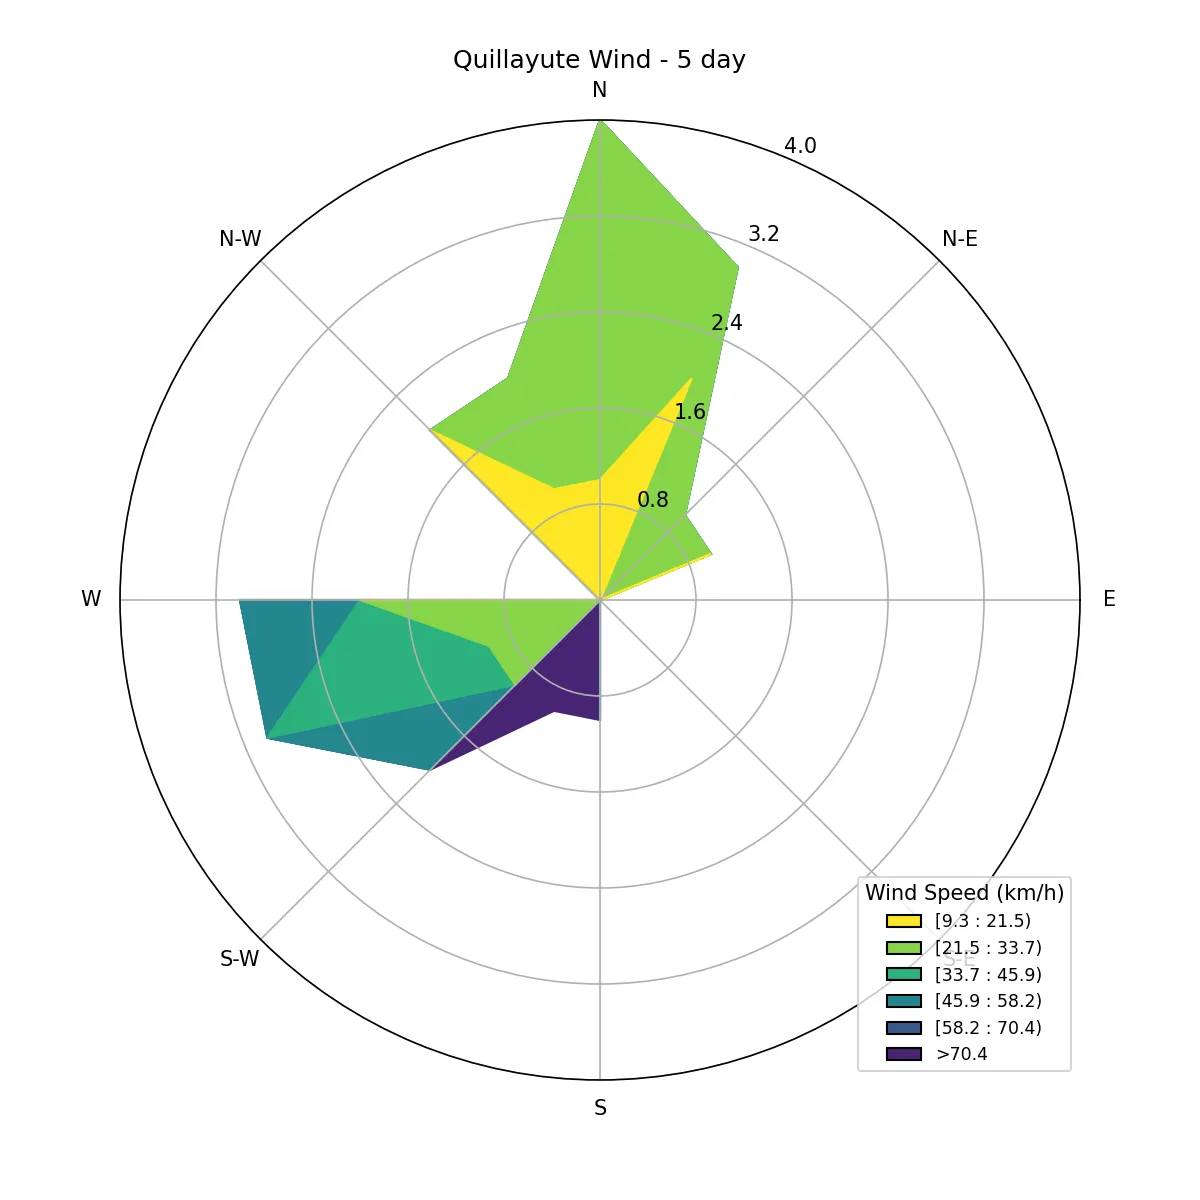 Quillayute Wind - 5 day
N
4.0
N-W
3.2
N-E
2.4
1.6
0.8
W
E
S-W
S-E
S
Wind Speed (km/h)
[9.3 : 21.5)
[21.5 : 33.7)
[33.7 : 45.9)
[45.9 : 58.2)
[58.2 : 70.4)
>70.4